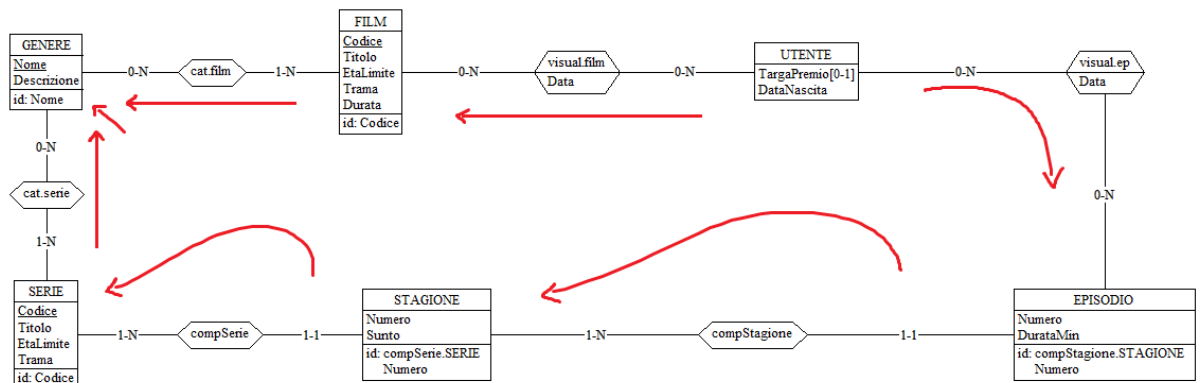 GENERE
Nome
Descrizione
id: Nome
0-N
cat.film
1-N
FILM
Codice
Titolo
EtaLimite
Trama
Durata
id: Codice
0-N
visual.film
Data
0-N
UTENTE
TargaPremio[0-1]
DataNascita
0-N
visual.ep
Data
0-N
cat.serie
1-N
0-N
SERIE
Codice
Titolo
EtaLimite
Trama
id: Codice
1-N
compSerie
1-1
STAGIONE
Numero
Sunto
id: compSerie.SERIE
Numero
1-N
compStagione
1-1
EPISODIO
Numero
DurataMin
id: compStagione.STAGIONE
Numero